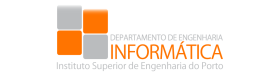 DEPARTAMENTO DE ENGENHARIA
INFORMÁTICA
Instituto Superior de Engenharia do Porto